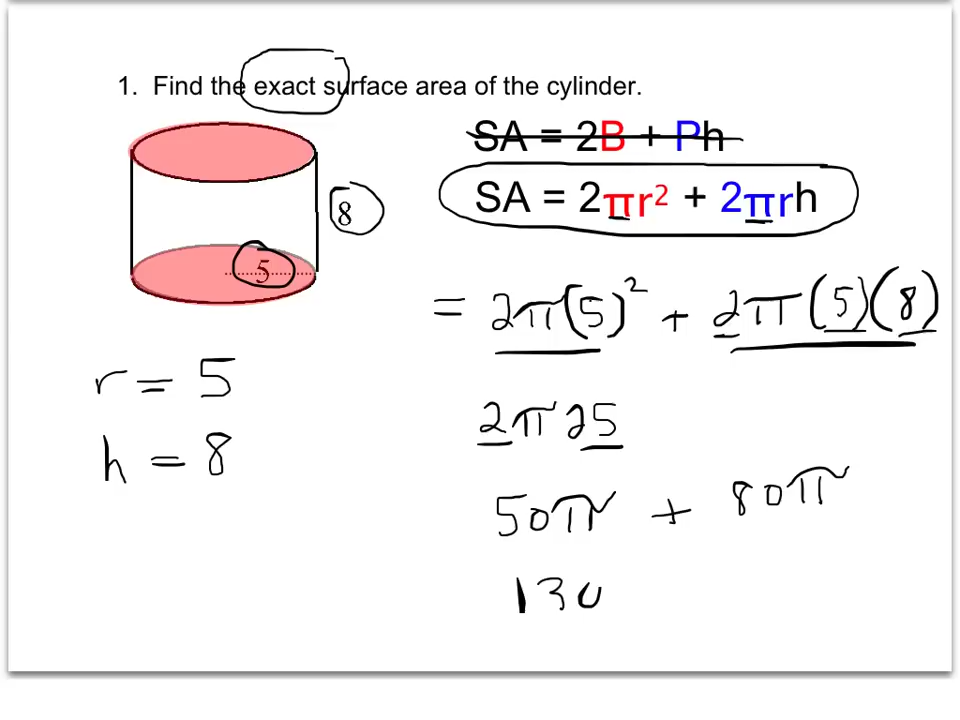 1. Find the exact surface area of the cylinder.
SA = 2B + Ph
SA = 2πr² + 2πrh
8
5
= 2π(5)² + 2π(5)(8)
r = 5
h = 8
2π25
50π + 80π
130